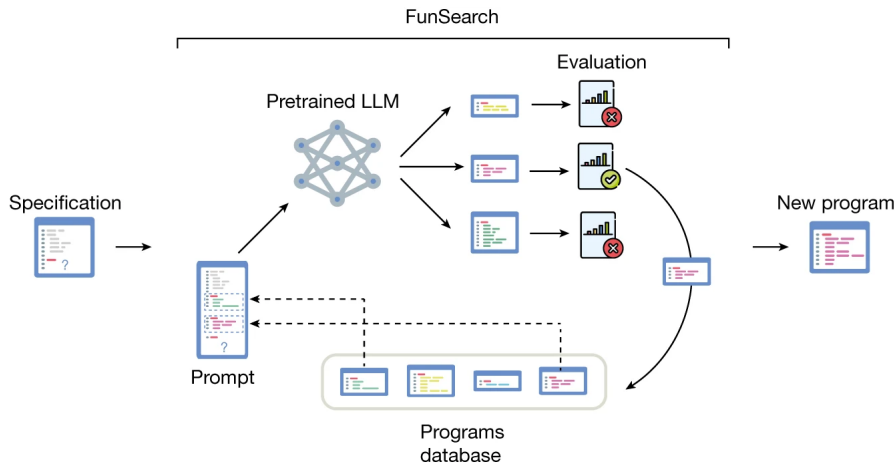 FunSearch
Evaluation
Pretrained LLM
Specification
?
New program
?
Prompt
Programs
database